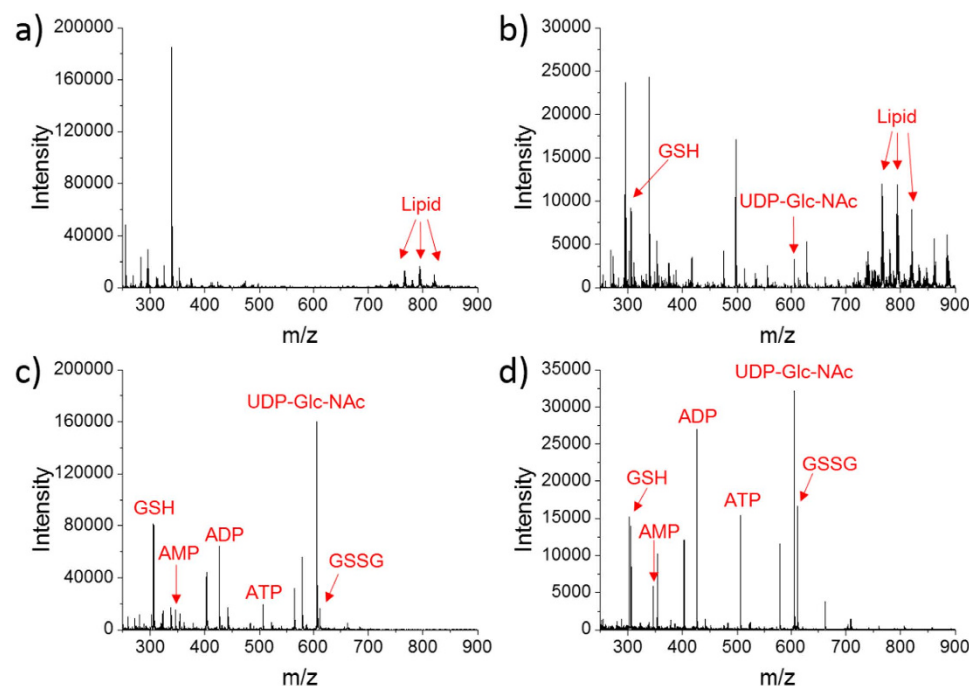 a)
200000
160000
120000
80000
40000
0
Intensity
Lipid
300 400 500 600 700 800 900
m/z
b)
30000
25000
20000
15000
10000
5000
0
Intensity
GSH
UDP-Glc-NAc
Lipid
300 400 500 600 700 800 900
m/z
c)
200000
160000
120000
80000
40000
0
Intensity
GSH
AMP
ADP
ATP
UDP-Glc-NAc
GSSG
300 400 500 600 700 800 900
m/z
d)
35000
30000
25000
20000
15000
10000
5000
0
Intensity
GSH
AMP
ADP
ATP
UDP-Glc-NAc
GSSG
300 400 500 600 700 800 900
m/z